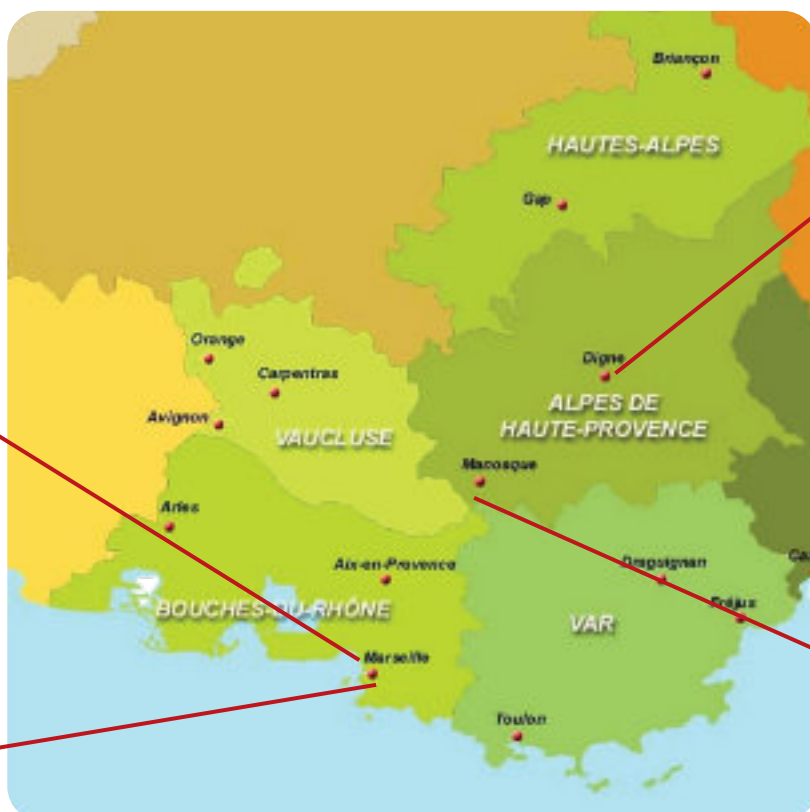 Briançon
HAUTES-ALPES
Gap
Orange
Digne
Carpentras
ALPES DE
HAUTE-PROVENCE
Avignon
VAUCLUSE
Manosque
Arles
Aix-en-Provence
Draguignan
BOUCHES-DU-RHÔNE
Fréjus
VAR
Marseille
Toulon